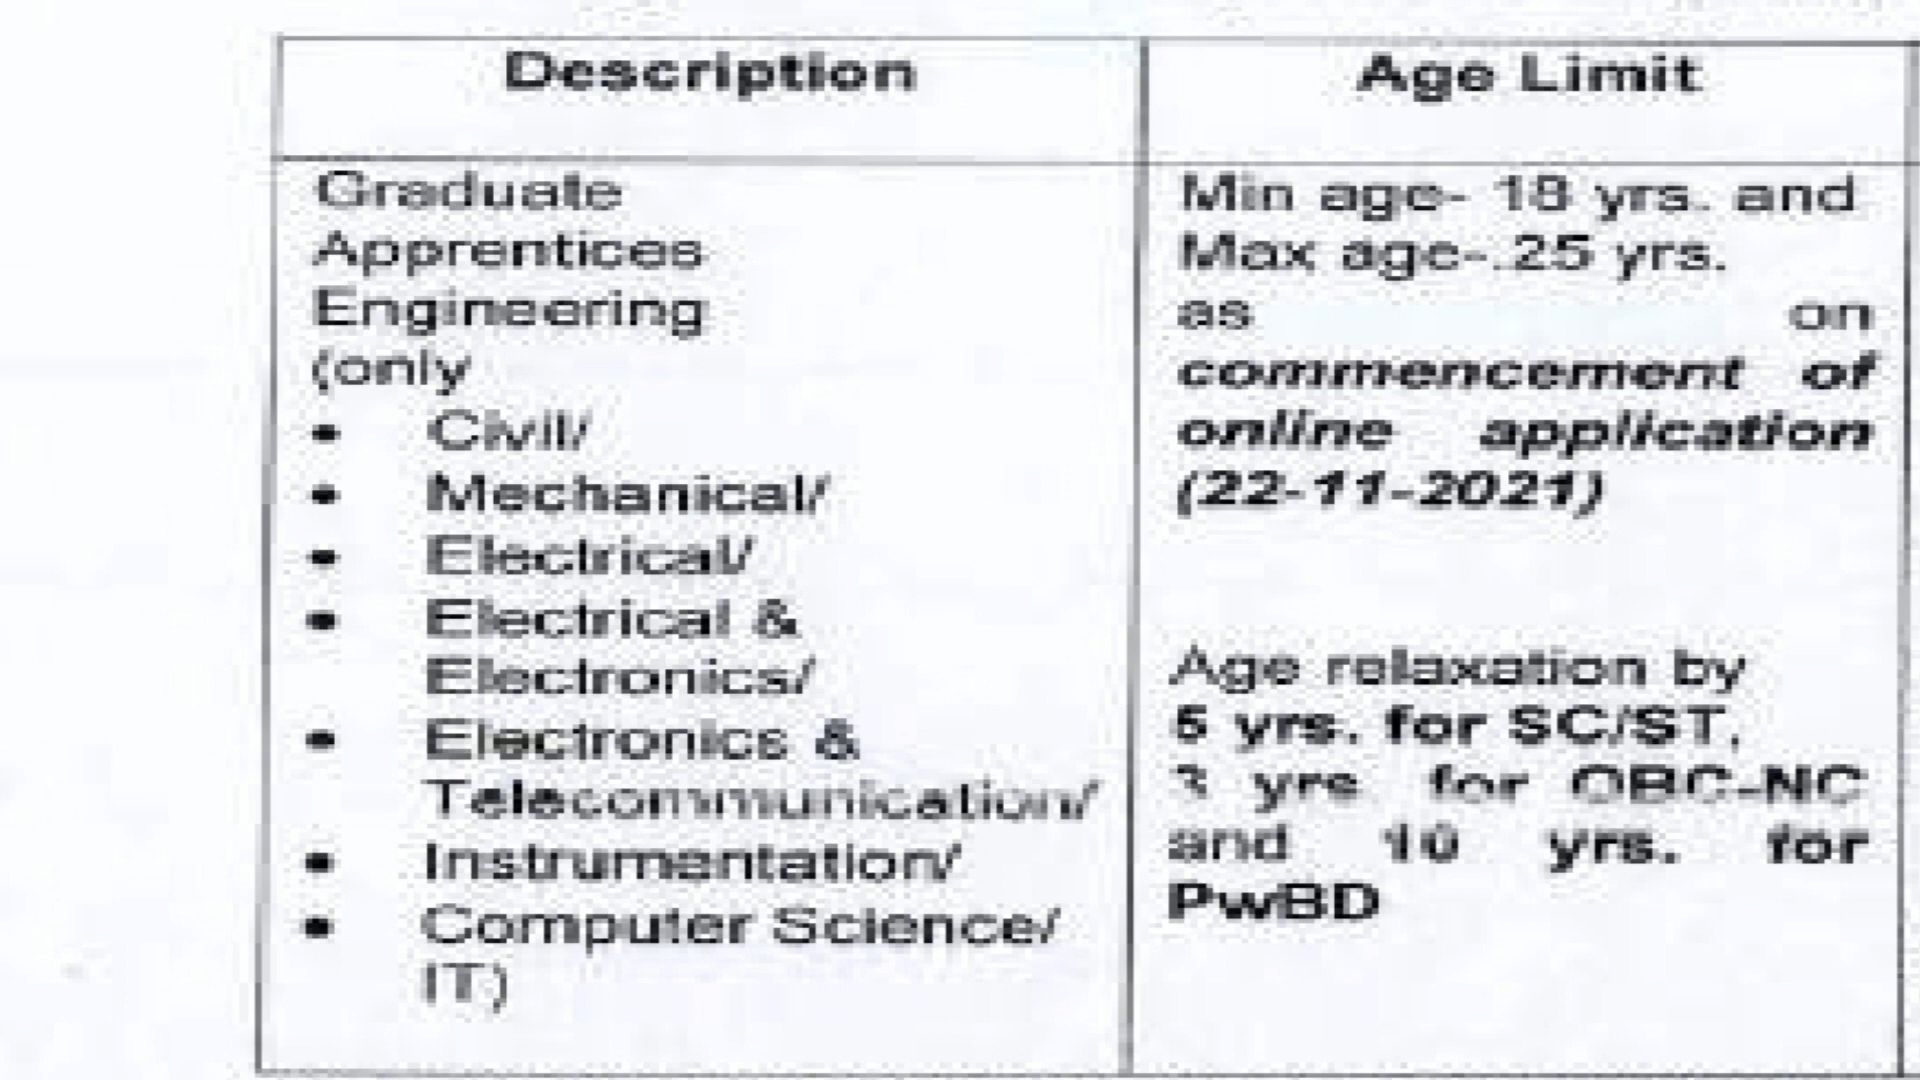 Description
Age Limit
Graduate
Apprentices
Engineering
(only
• Civil/
• Mechanical/
• Electrical/
• Electrical &
Electronics/
• Electronics &
Telecommunication/
• Instrumentation/
• Computer Science/
IT)
Min age- 18 yrs. and
Max age-.25 yrs.
as on
commencement of
online application
(22-11-2021)
Age relaxation by
5 yrs. for SC/ST,
3 yrs. for OBC-NC
and 10 yrs. for
PwBD